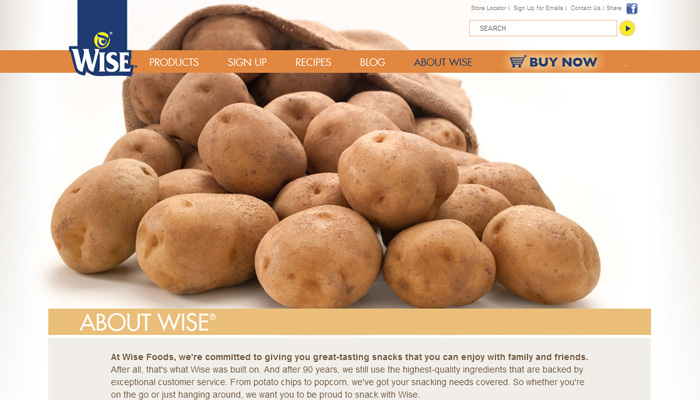 Store Locator | Sign Up for Emails | Contact Us | Share
SEARCH
WISE
PRODUCTS SIGN UP RECIPES BLOG ABOUT WISE BUY NOW
ABOUT WISE®
At Wise Foods, we're committed to giving you great-tasting snacks that you can enjoy with family and friends.
After all, that's what Wise was built on. And after 90 years, we still use the highest-quality ingredients that are backed by
exceptional customer service. From potato chips to popcorn, we've got your snacking needs covered. So whether you're
on the go or just hanging around, we want you to be proud to snack with Wise.